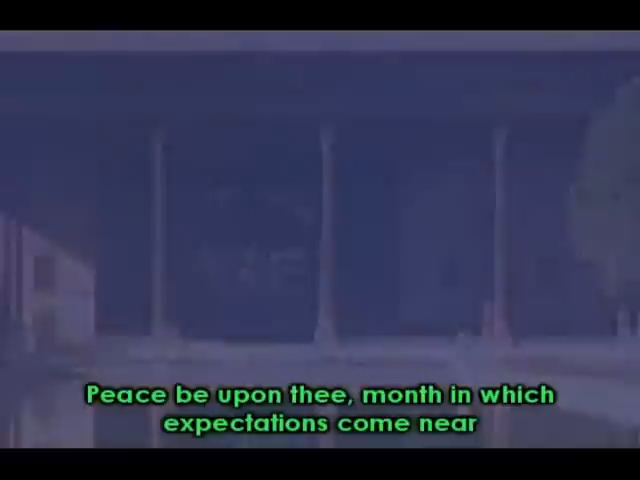 Peace be upon thee, month in which
expectations come near